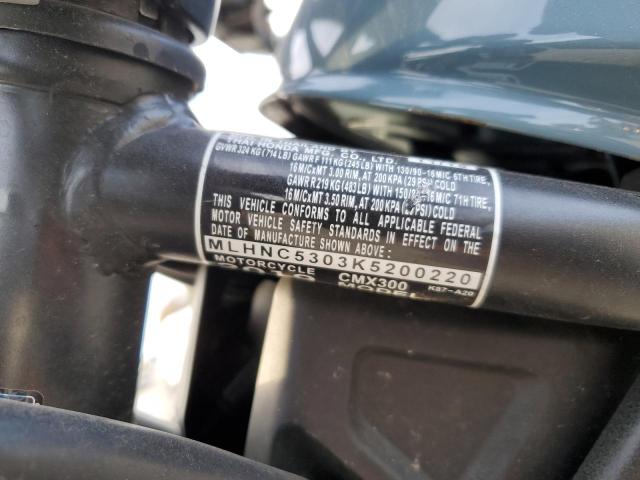 THAI HONDA MFG CO., LTD.
GVWR 324 KG (714 LB) GAWR F 111 KG (245 LB) WITH 130/90-16M/C 67H TIRE,
16M/CxMT 3.00 RIM, AT 200 KPA (29 PSI) COLD
GAWR R 219 KG (483 LB) WITH 150/80-16M/C 71H TIRE,
16M/CxMT 3.50 RIM, AT 200 KPA (29 PSI) COLD
THIS VEHICLE CONFORMS TO ALL APPLICABLE FEDERAL
MOTOR VEHICLE SAFETY STANDARDS IN EFFECT ON THE
DATE OF MANUFACTURE SHOWN ABOVE:
MLHNC5303K5200220
MOTORCYCLE CMX300 K87-A20
2019 MODEL